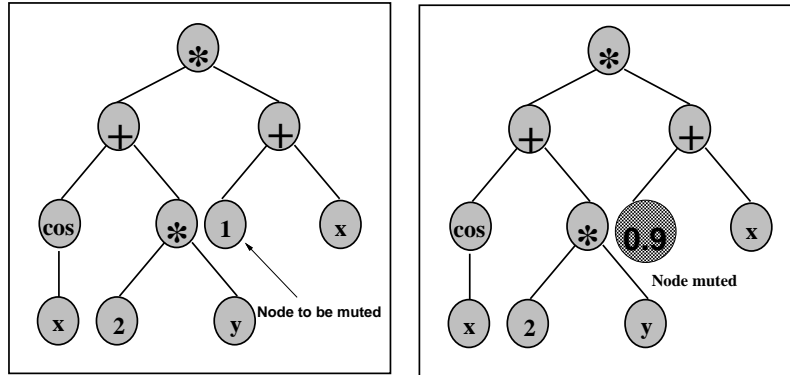 * *
+ + + +
cos * 1 x cos * 0.9 x
Node to be muted Node muted
x 2 y x 2 y